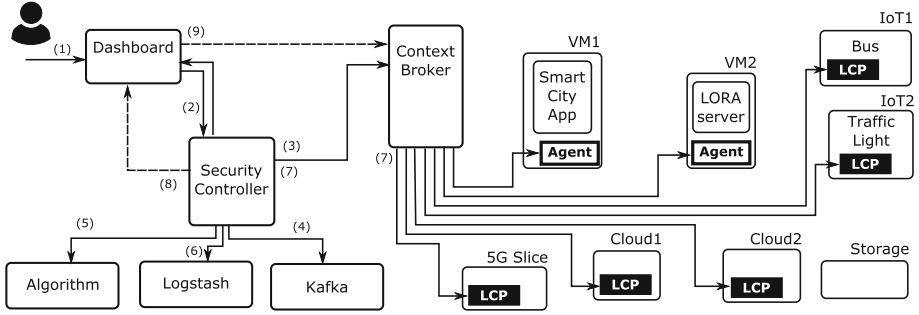 (1)
Dashboard
(9)
Context
Broker
VM1
Smart
City
App
Agent
VM2
LORA
server
Agent
IoT1
Bus
LCP
IoT2
Traffic
Light
LCP
(2)
(3)
(7)
(7)
Security
Controller
(8)
(5)
(6)
(4)
Algorithm
Logstash
Kafka
5G Slice
LCP
Cloud1
LCP
Cloud2
LCP
Storage